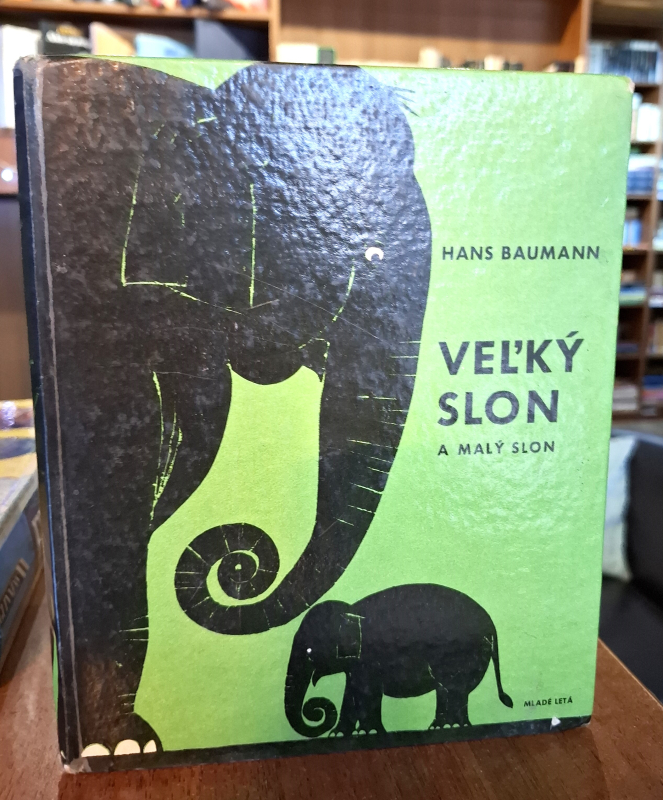 HANS BAUMANN
VEĽKÝ
SLON
A MALÝ SLON
MLADÉ LETÁ